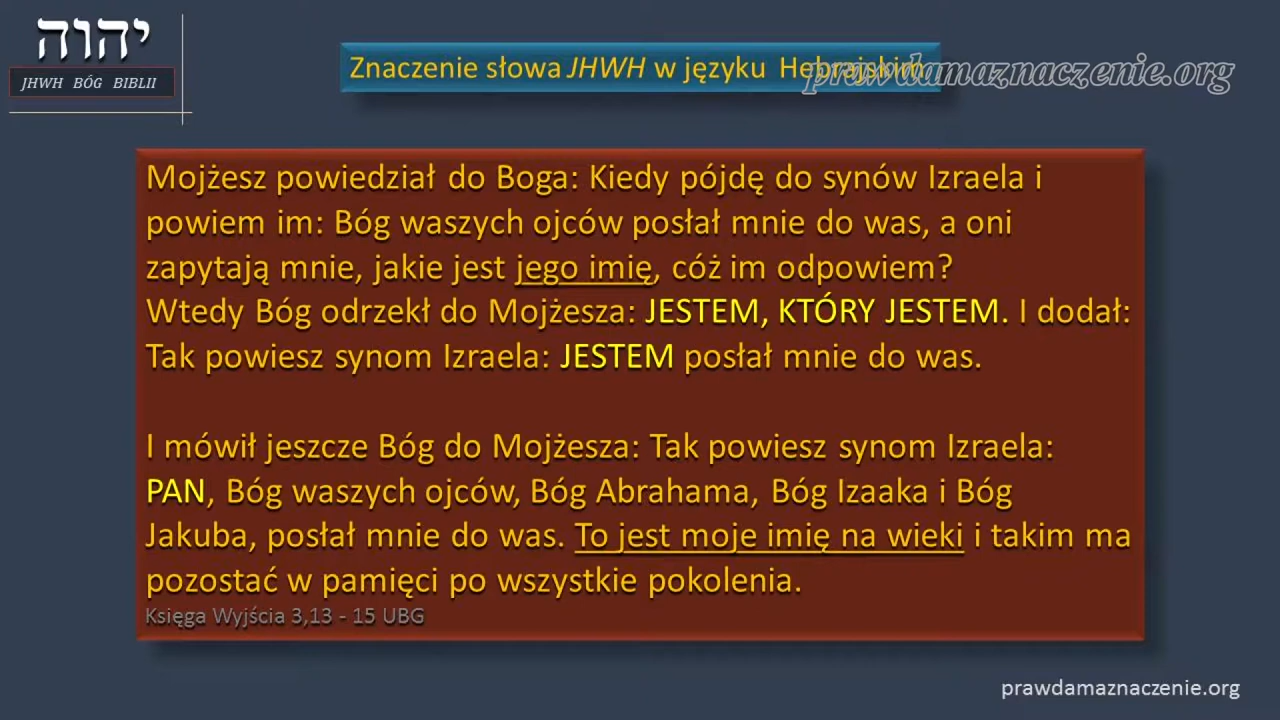 יהוה
JHWH BÓG BIBLII
Znaczenie słowa JHWH w języku Hebrajskim
prawdamaznaczenie.org
Mojżesz powiedział do Boga: Kiedy pójdę do synów Izraela i
powiem im: Bóg waszych ojców posłał mnie do was, a oni
zapytają mnie, jakie jest jego imię, cóż im odpowiem?
Wtedy Bóg odrzekł do Mojżesza: JESTEM, KTÓRY JESTEM. I dodał:
Tak powiesz synom Izraela: JESTEM posłał mnie do was.
I mówił jeszcze Bóg do Mojżesza: Tak powiesz synom Izraela:
PAN, Bóg waszych ojców, Bóg Abrahama, Bóg Izaaka i Bóg
Jakuba, posłał mnie do was. To jest moje imię na wieki i takim ma
pozostać w pamięci po wszystkie pokolenia.
Księga Wyjścia 3,13 - 15 UBG
prawdamaznaczenie.org